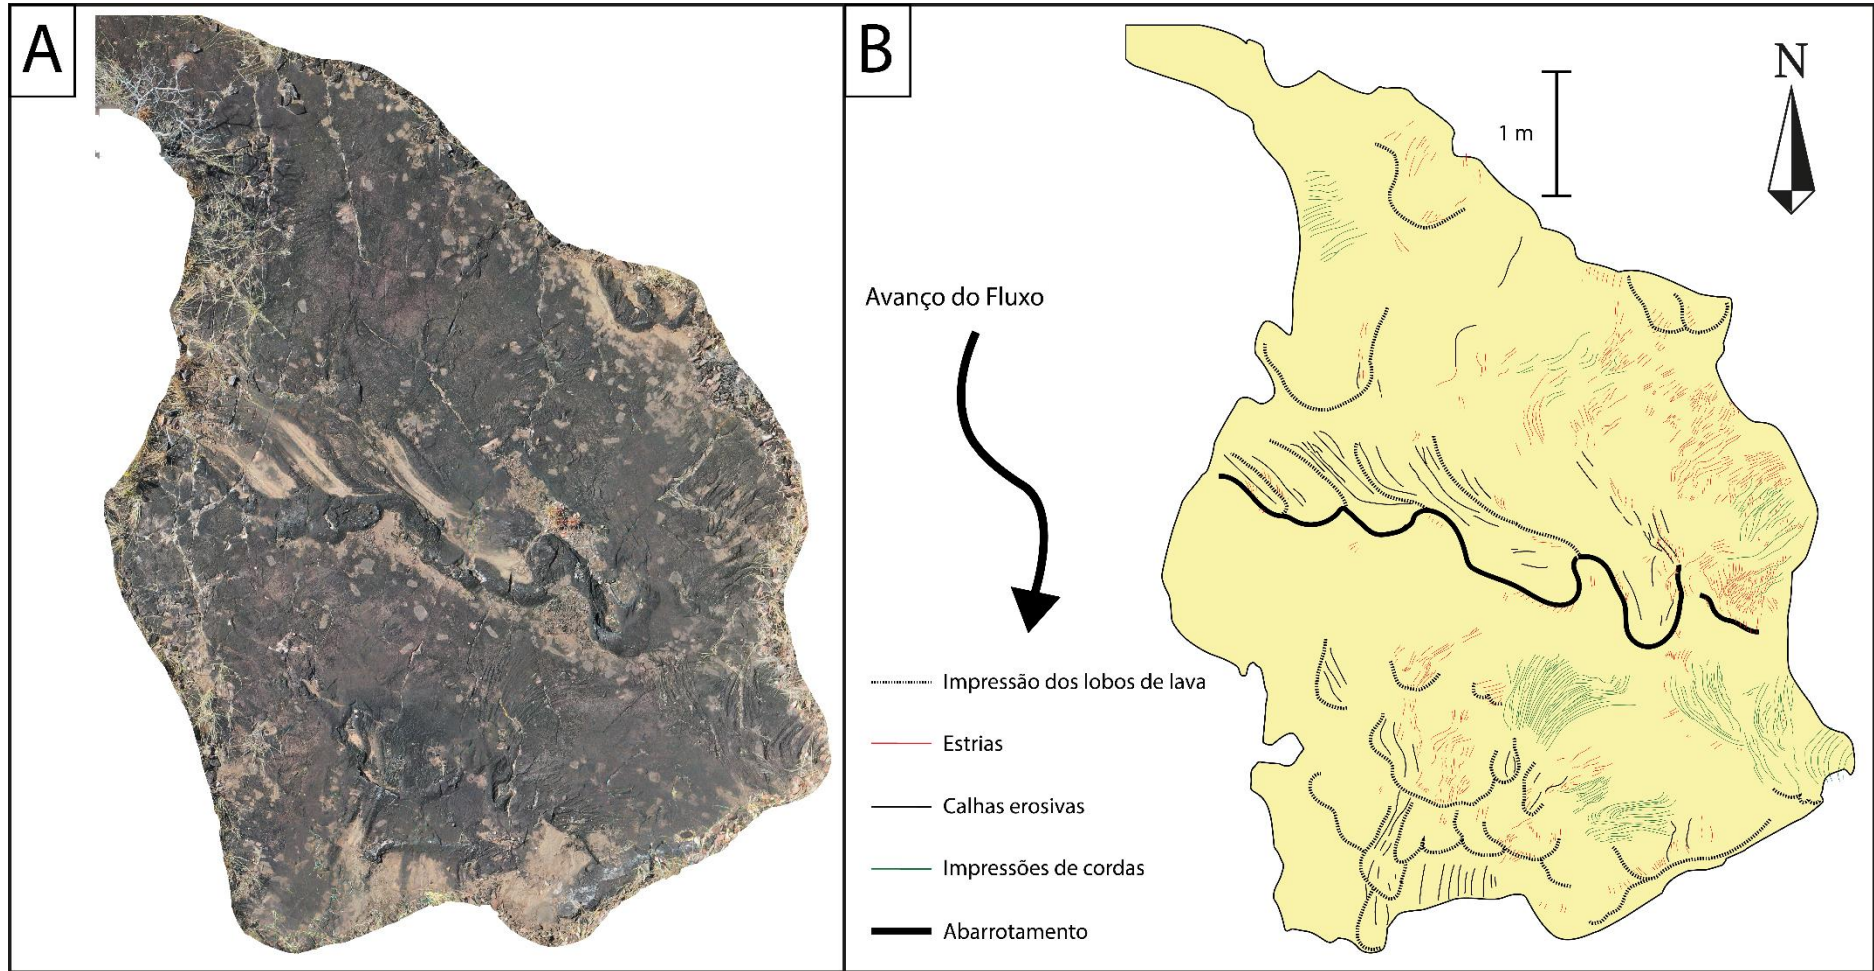 A
B
N
1 m
Avanço do Fluxo
Impressão dos lobos de lava
Estrias
Calhas erosivas
Impressões de cordas
Abarrotamento